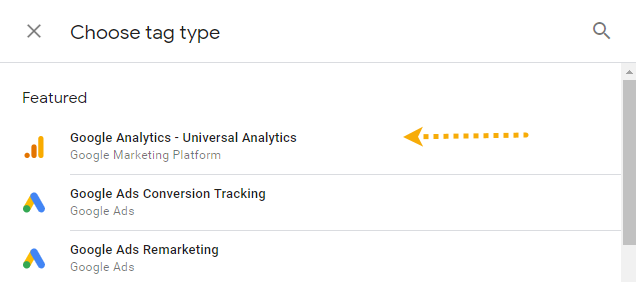 Choose tag type
Featured
Google Analytics - Universal Analytics
Google Marketing Platform
Google Ads Conversion Tracking
Google Ads
Google Ads Remarketing
Google Ads